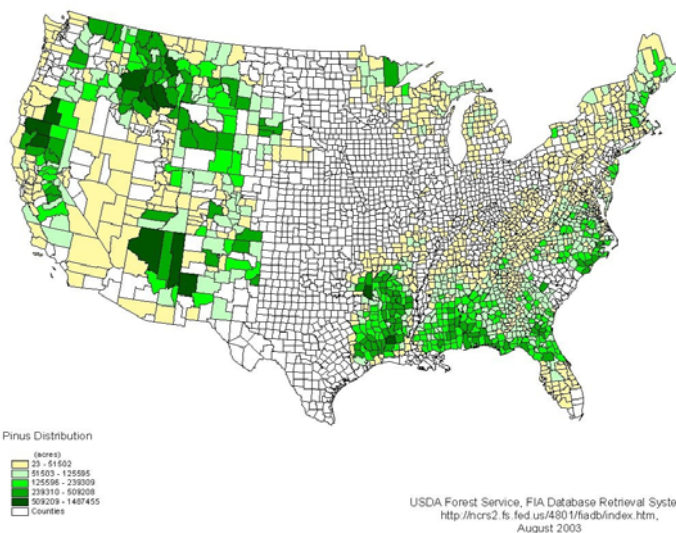 Pinus Distribution
(acres)
23 - 51502
51503 - 125595
125596 - 239309
239310 - 509208
509209 - 1487455
Counties
USDA Forest Service, FIA Database Retrieval Syste
http://ncrs2.fs.fed.us/4801/fiadb/index.htm,
August 2003